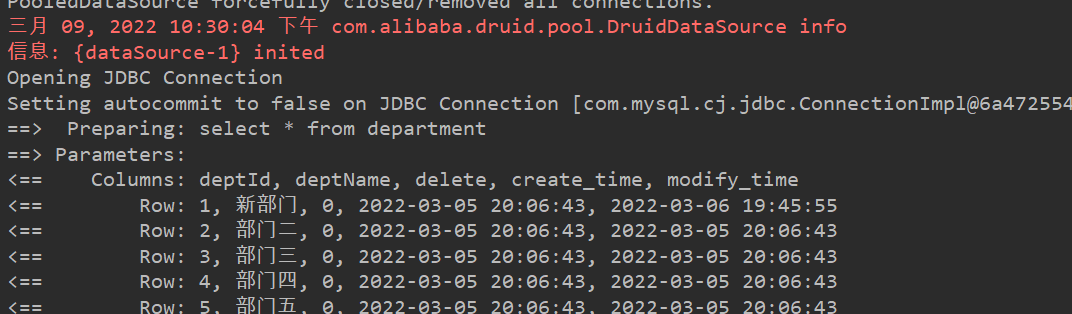 PooledDataSource forcefully closed/removed all connections.
三月 09, 2022 10:30:04 下午 com.alibaba.druid.pool.DruidDataSource info
信息: {dataSource-1} inited
Opening JDBC Connection
Setting autocommit to false on JDBC Connection [com.mysql.cj.jdbc.ConnectionImpl@6a472554
==>  Preparing: select * from department
==> Parameters:
<==    Columns: deptId, deptName, delete, create_time, modify_time
<==        Row: 1, 新部门, 0, 2022-03-05 20:06:43, 2022-03-06 19:45:55
<==        Row: 2, 部门二, 0, 2022-03-05 20:06:43, 2022-03-05 20:06:43
<==        Row: 3, 部门三, 0, 2022-03-05 20:06:43, 2022-03-05 20:06:43
<==        Row: 4, 部门四, 0, 2022-03-05 20:06:43, 2022-03-05 20:06:43
<==        Row: 5, 部门五, 0, 2022-03-05 20:06:43, 2022-03-05 20:06:43